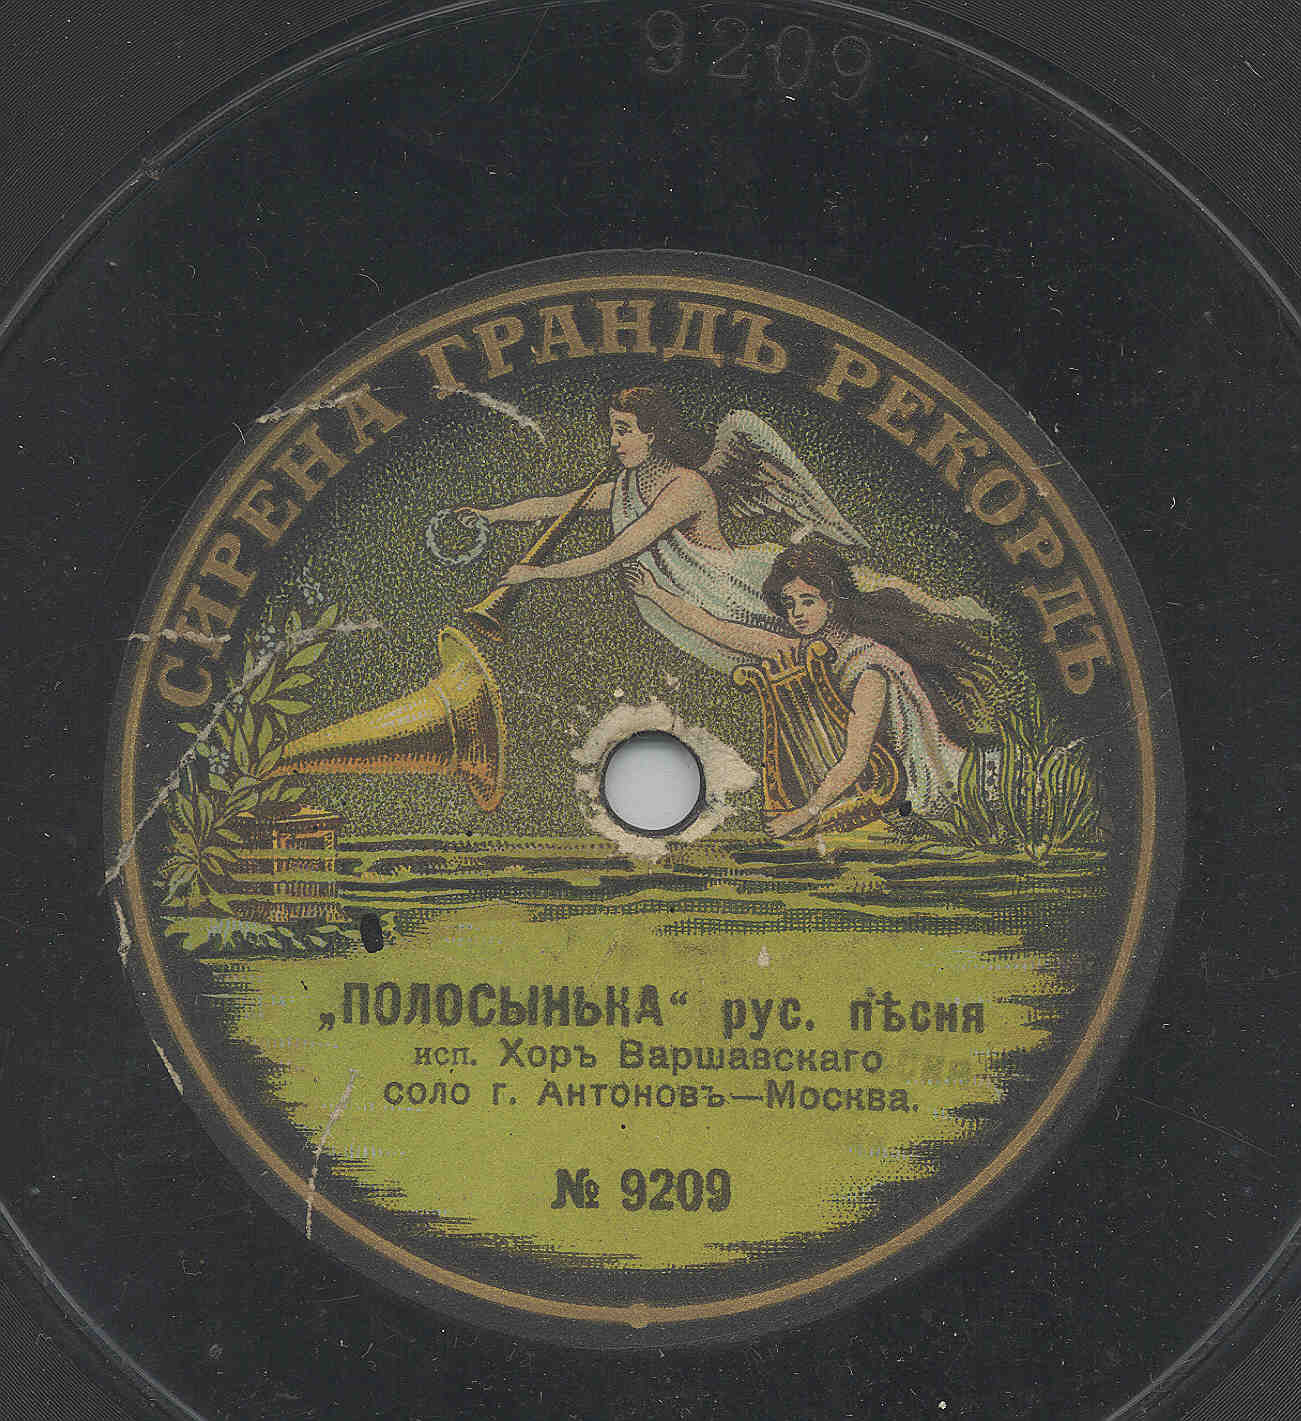 9209
СИРЕНА ГРАНДЪ РЕКОРДЪ
„ПОЛОСЫНЬКА“ рус. пѣсня
исп. Хоръ Варшавскаго
соло г. Антоновъ—Москва.
№ 9209